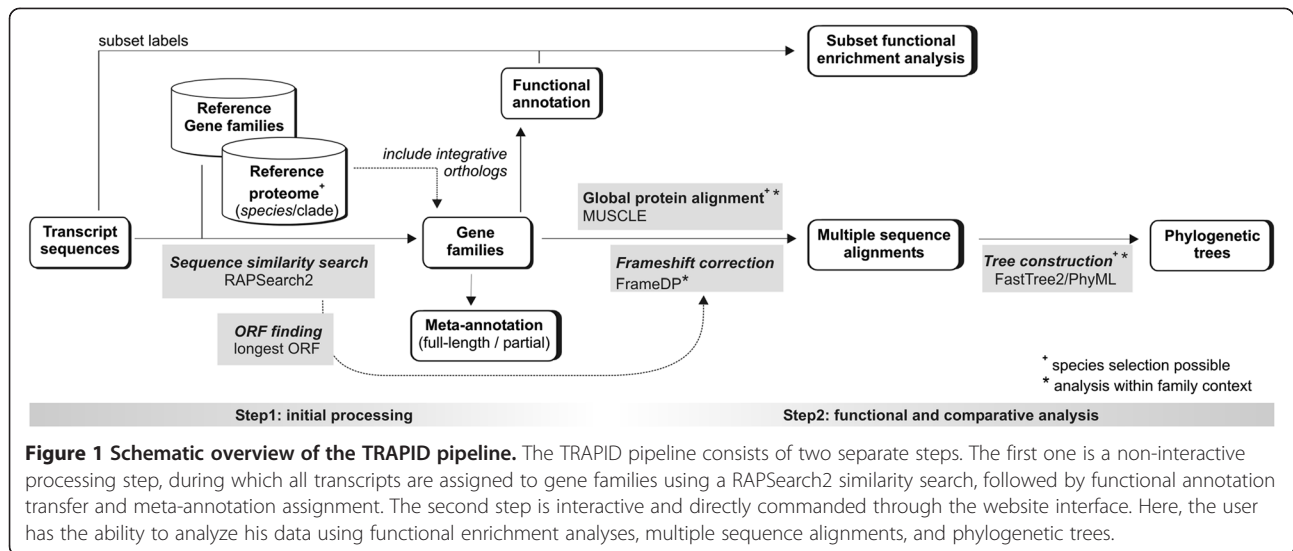 subset labels
Subset functional
enrichment analysis
Functional
annotation
Reference
Gene families
Reference
proteome+
(species/clade)
include integrative
orthologs
Global protein alignment+ *
MUSCLE
Transcript
sequences
Gene
families
Multiple sequence
alignments
Phylogenetic
trees
Sequence similarity search
RAPSearch2
Frameshift correction
FrameDP*
Tree construction+ *
FastTree2/PhyML
ORF finding
longest ORF
Meta-annotation
(full-length / partial)
+ species selection possible
* analysis within family context
Step1: initial processing
Step2: functional and comparative analysis
Figure 1 Schematic overview of the TRAPID pipeline. The TRAPID pipeline consists of two separate steps. The first one is a non-interactive
processing step, during which all transcripts are assigned to gene families using a RAPSearch2 similarity search, followed by functional annotation
transfer and meta-annotation assignment. The second step is interactive and directly commanded through the website interface. Here, the user
has the ability to analyze his data using functional enrichment analyses, multiple sequence alignments, and phylogenetic trees.